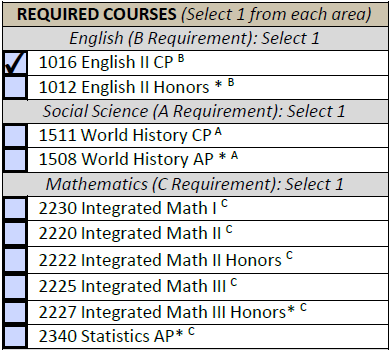 REQUIRED COURSES (Select 1 from each area)
English (B Requirement): Select 1
1016 English II CP B
1012 English II Honors * B
Social Science (A Requirement): Select 1
1511 World History CP A
1508 World History AP * A
Mathematics (C Requirement): Select 1
2230 Integrated Math I C
2220 Integrated Math II C
2222 Integrated Math II Honors C
2225 Integrated Math III C
2227 Integrated Math III Honors* C
2340 Statistics AP* C